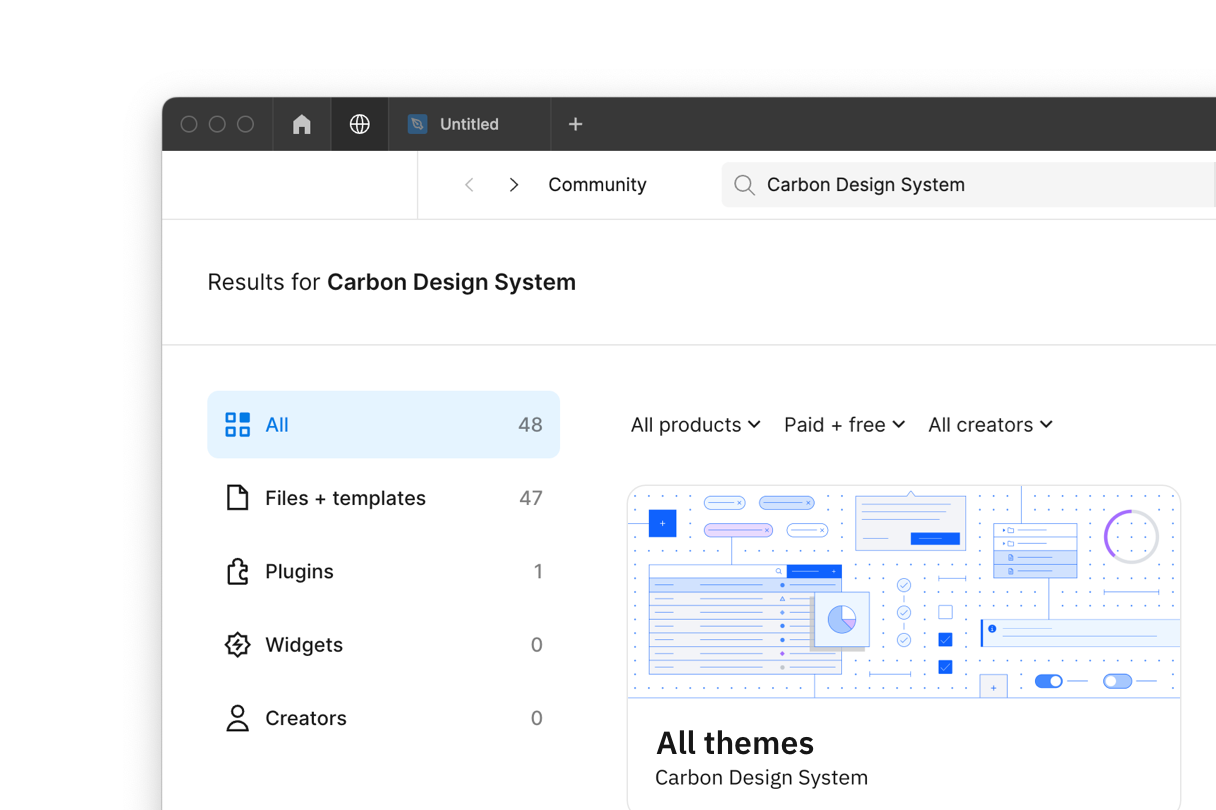 Untitled
Community
Carbon Design System
Results for Carbon Design System
All 48
Files + templates 47
Plugins 1
Widgets 0
Creators 0
All products
Paid + free
All creators
All themes
Carbon Design System